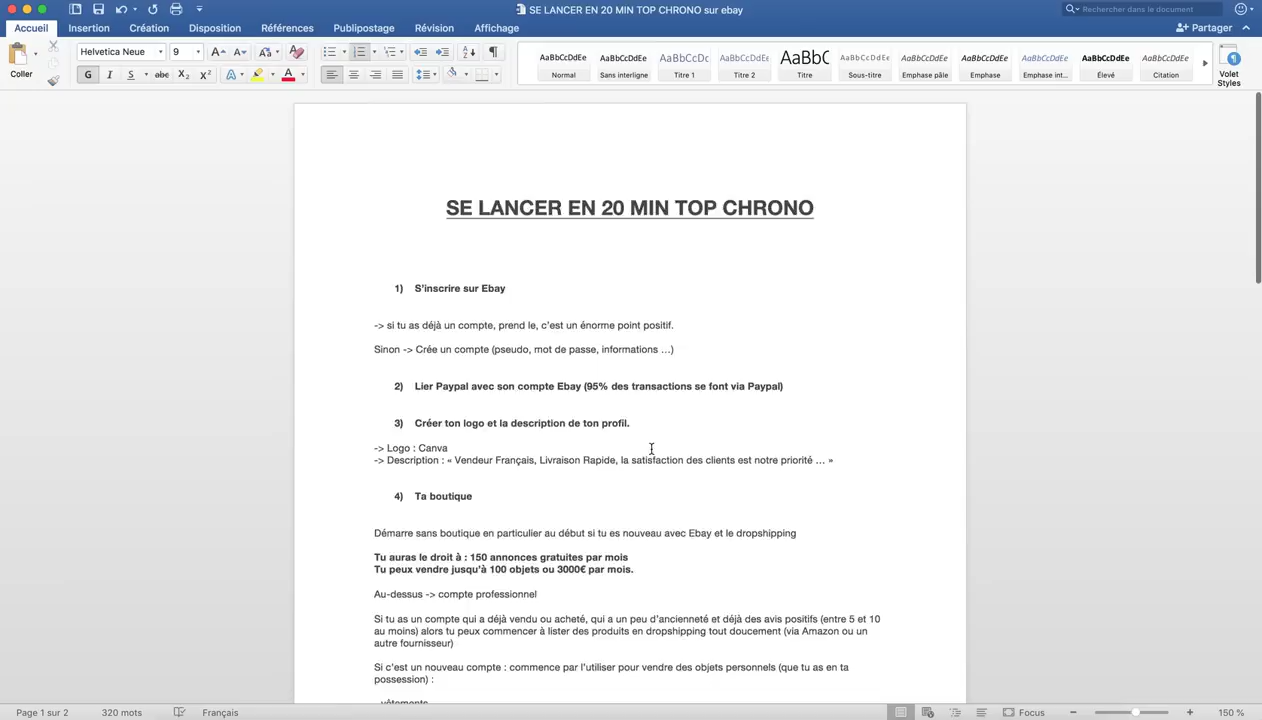 SE LANCER EN 20 MIN TOP CHRONO sur ebay
Rechercher dans le document
Accueil Insertion Création Disposition Références Publipostage Révision Affichage Partager
Coller
Helvetica Neue 9
G I S abc X₂ X²
AaBbCcDdEe AaBbCcDdEe AaBbCcDc AaBbCcDdEe AaBbC AaBbCcDdEe AaBbCcDdEe AaBbCcDdEe AaBbCcDdEe AaBbCcDdEe AaBbCcDdEe
Normal Sans interligne Titre 1 Titre 2 Titre Sous-titre Emphase pâle Emphase Emphase int... Élevé Citation
Volet
Styles
SE LANCER EN 20 MIN TOP CHRONO
1) S'inscrire sur Ebay
-> si tu as déjà un compte, prend le, c'est un énorme point positif.
Sinon -> Crée un compte (pseudo, mot de passe, informations …)
2) Lier Paypal avec son compte Ebay (95% des transactions se font via Paypal)
3) Créer ton logo et la description de ton profil.
-> Logo : Canva
-> Description : « Vendeur Français, Livraison Rapide, la satisfaction des clients est notre priorité … »
4) Ta boutique
Démarre sans boutique en particulier au début si tu es nouveau avec Ebay et le dropshipping
Tu auras le droit à : 150 annonces gratuites par mois
Tu peux vendre jusqu'à 100 objets ou 3000€ par mois.
Au-dessus -> compte professionnel
Si tu as un compte qui a déjà vendu ou acheté, qui a un peu d'ancienneté et déjà des avis positifs (entre 5 et 10
au moins) alors tu peux commencer à lister des produits en dropshipping tout doucement (via Amazon ou un
autre fournisseur)
Si c'est un nouveau compte : commence par l'utiliser pour vendre des objets personnels (que tu as en ta
possession) :
vêtements
Page 1 sur 2 320 mots Français Focus 150 %